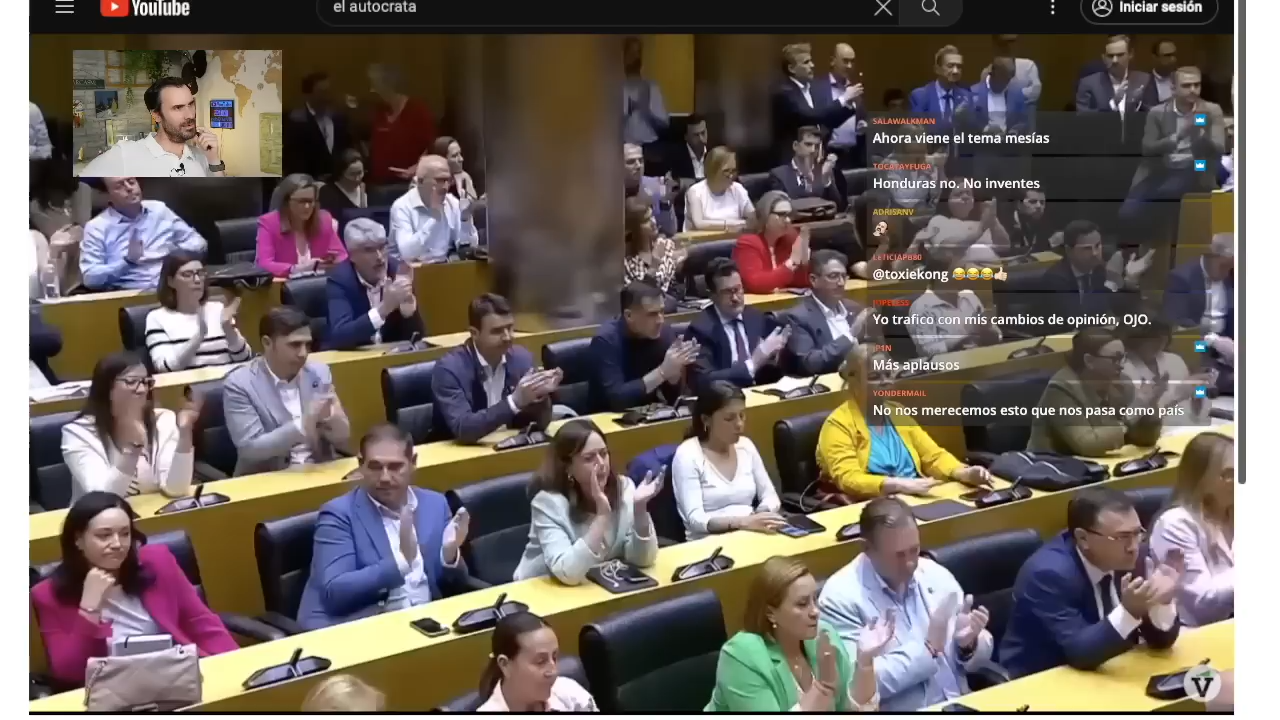 YouTube
el autocrata
Iniciar sesión
SALAWALKMAN
Ahora viene el tema mesías
TOCATAYFUGA
Honduras no. No inventes
ADRISANV
@toxiekong 😂😂😂👍🏻
Yo trafico con mis cambios de opinión, OJO.
Más aplausos
YONDERMAIL
No nos merecemos esto que nos pasa como país
V